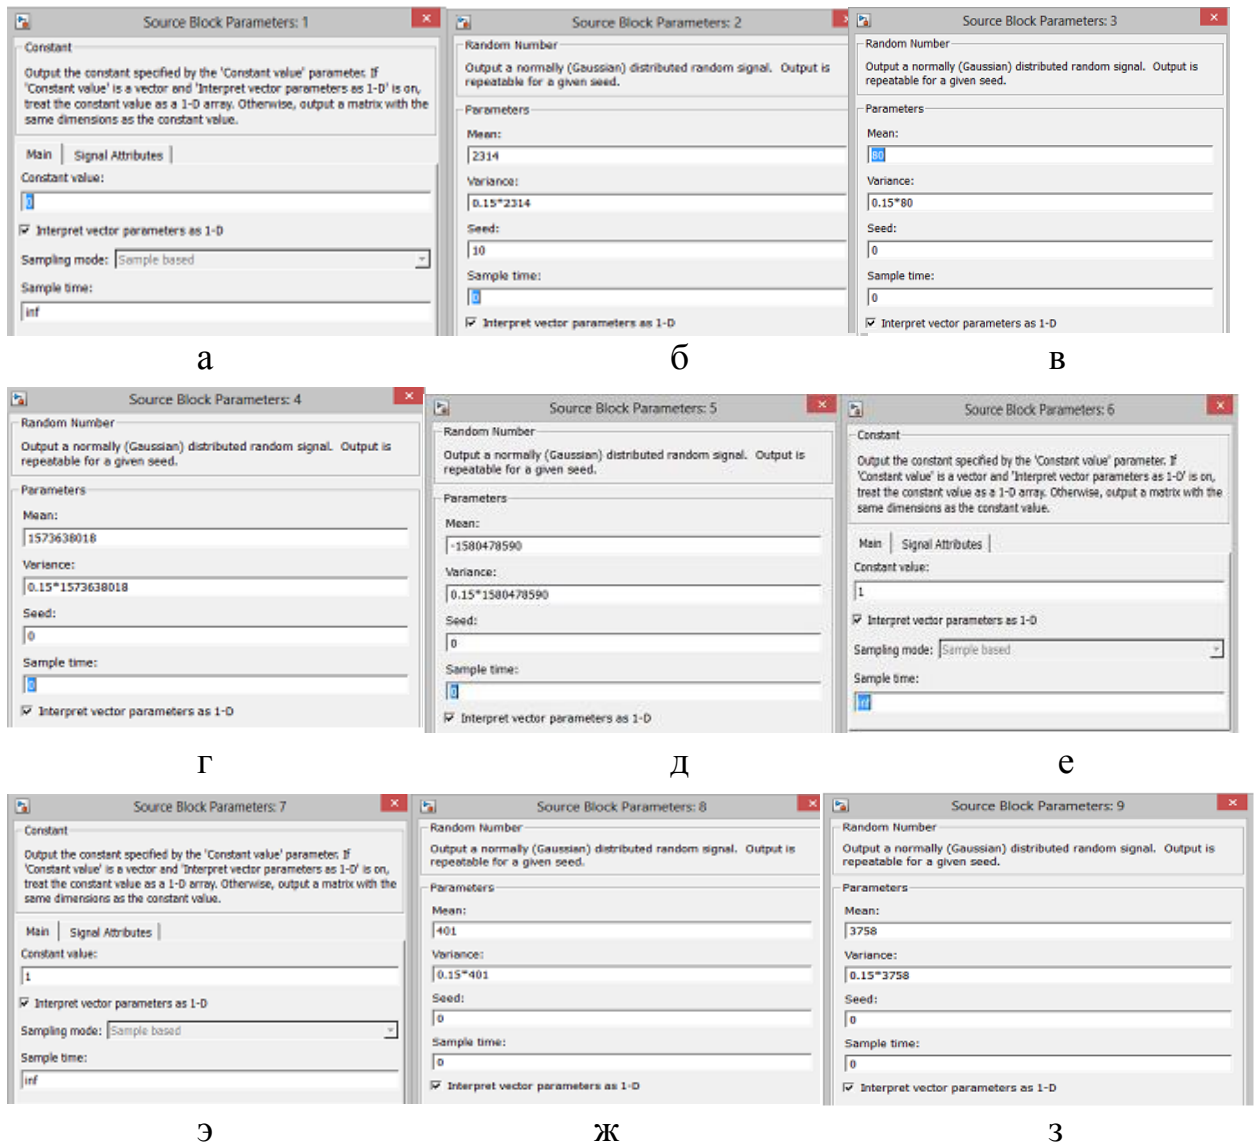 Source Block Parameters: 1
Constant
Output the constant specified by the 'Constant value' parameter. If
'Constant value' is a vector and 'Interpret vector parameters as 1-D' is on,
treat the constant value as a 1-D array. Otherwise, output a matrix with the
same dimensions as the constant value.
Main Signal Attributes
Constant value:
0
Interpret vector parameters as 1-D
Sampling mode: Sample based
Sample time:
inf
а
Source Block Parameters: 2
Random Number
Output a normally (Gaussian) distributed random signal. Output is
repeatable for a given seed.
Parameters
Mean:
2314
Variance:
0.15*2314
Seed:
10
Sample time:
0
Interpret vector parameters as 1-D
б
Source Block Parameters: 3
Random Number
Output a normally (Gaussian) distributed random signal. Output is
repeatable for a given seed.
Parameters
Mean:
80
Variance:
0.15*80
Seed:
0
Sample time:
0
Interpret vector parameters as 1-D
в
Source Block Parameters: 4
Random Number
Output a normally (Gaussian) distributed random signal. Output is
repeatable for a given seed.
Parameters
Mean:
1573638018
Variance:
0.15*1573638018
Seed:
0
Sample time:
0
Interpret vector parameters as 1-D
г
Source Block Parameters: 5
Random Number
Output a normally (Gaussian) distributed random signal. Output is
repeatable for a given seed.
Parameters
Mean:
-1580478590
Variance:
0.15*1580478590
Seed:
0
Sample time:
0
Interpret vector parameters as 1-D
д
Source Block Parameters: 6
Constant
Output the constant specified by the 'Constant value' parameter. If
'Constant value' is a vector and 'Interpret vector parameters as 1-D' is on,
treat the constant value as a 1-D array. Otherwise, output a matrix with the
same dimensions as the constant value.
Main Signal Attributes
Constant value:
1
Interpret vector parameters as 1-D
Sampling mode: Sample based
Sample time:
inf
е
Source Block Parameters: 7
Constant
Output the constant specified by the 'Constant value' parameter. If
'Constant value' is a vector and 'Interpret vector parameters as 1-D' is on,
treat the constant value as a 1-D array. Otherwise, output a matrix with the
same dimensions as the constant value.
Main Signal Attributes
Constant value:
1
Interpret vector parameters as 1-D
Sampling mode: Sample based
Sample time:
inf
э
Source Block Parameters: 8
Random Number
Output a normally (Gaussian) distributed random signal. Output is
repeatable for a given seed.
Parameters
Mean:
401
Variance:
0.15*401
Seed:
0
Sample time:
0
Interpret vector parameters as 1-D
ж
Source Block Parameters: 9
Random Number
Output a normally (Gaussian) distributed random signal. Output is
repeatable for a given seed.
Parameters
Mean:
3758
Variance:
0.15*3758
Seed:
0
Sample time:
0
Interpret vector parameters as 1-D
з